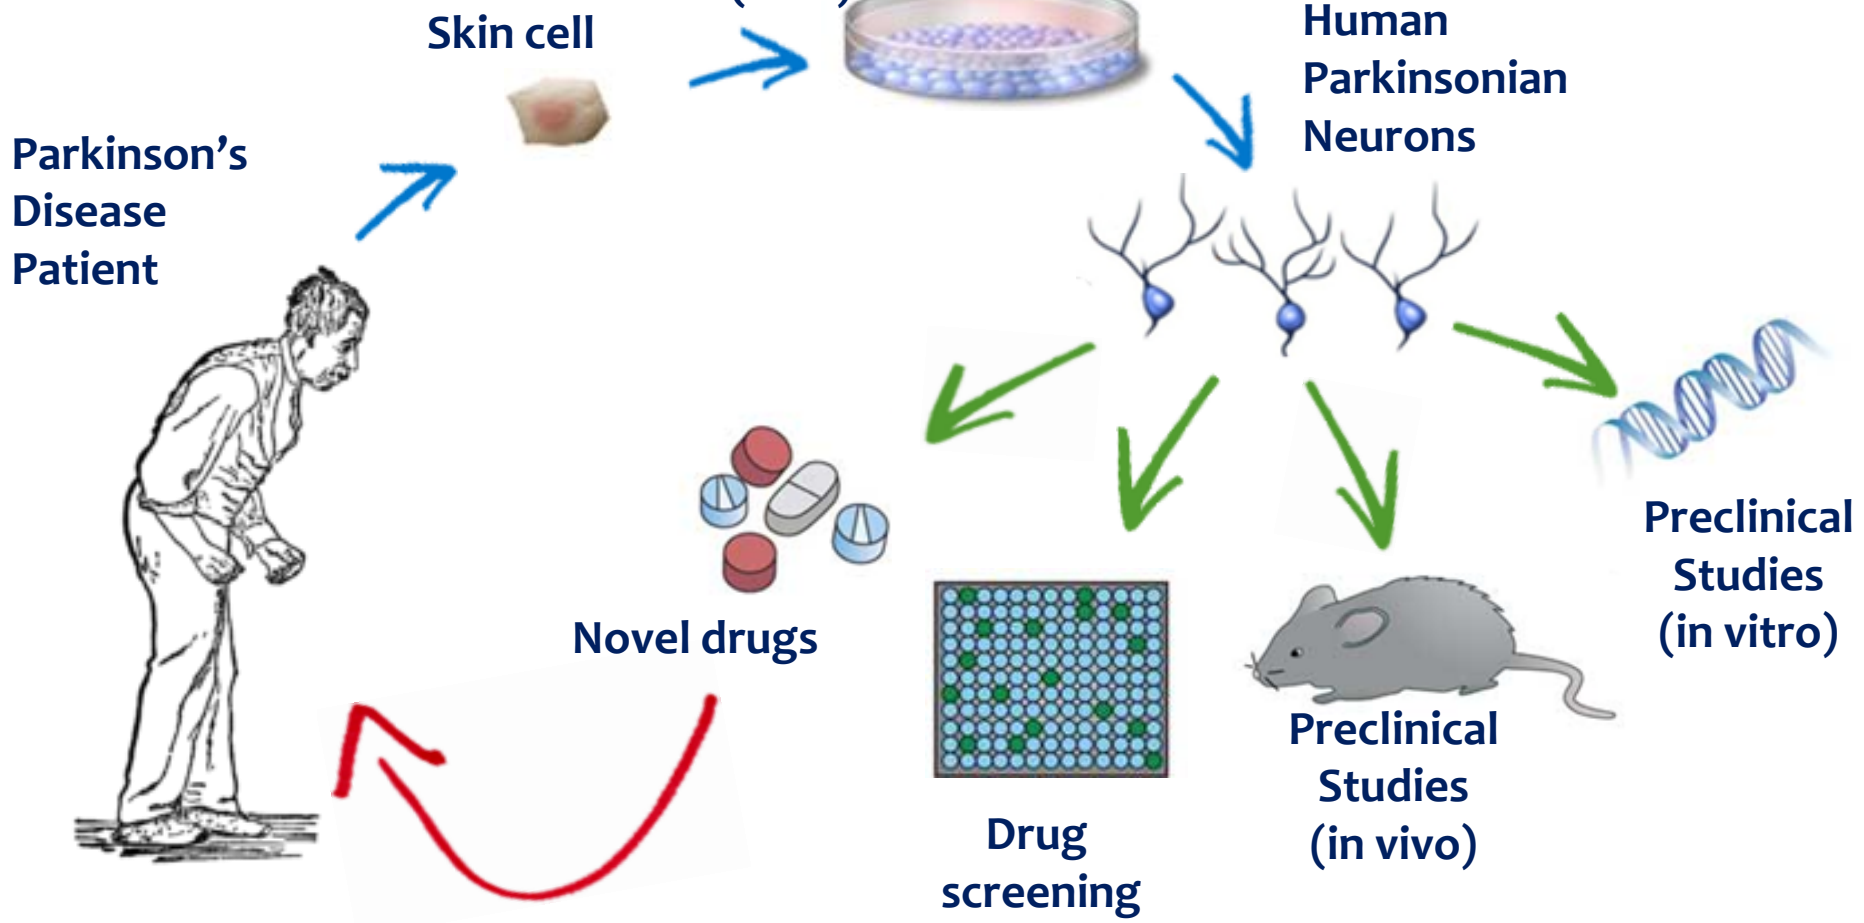 Skin cell
Human
Parkinsonian
Neurons
Parkinson's
Disease
Patient
Novel drugs
Drug
screening
Preclinical
Studies
(in vivo)
Preclinical
Studies
(in vitro)